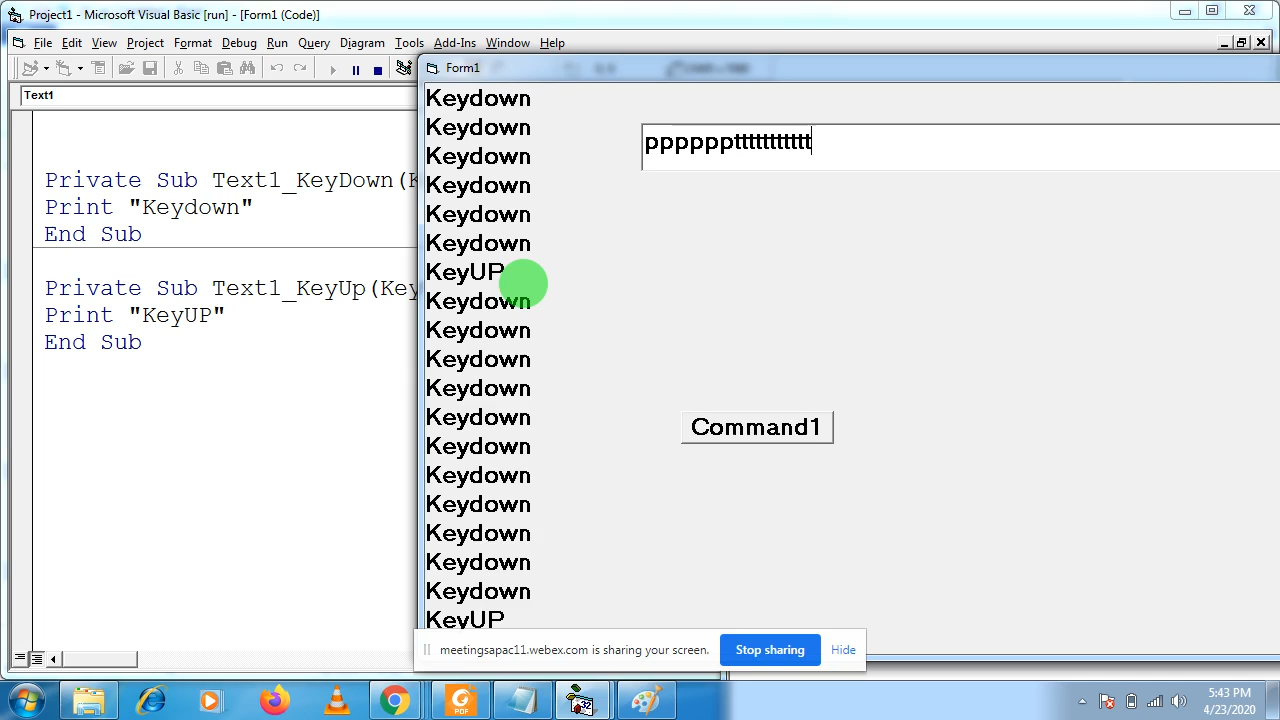 Project1 - Microsoft Visual Basic [run] - [Form1 (Code)]
File Edit View Project Format Debug Run Query Diagram Tools Add-Ins Window Help
Text1
Private Sub Text1_KeyDown(K
Print "Keydown"
End Sub
Private Sub Text1_KeyUp(Key
Print "KeyUP"
End Sub
Form1
Keydown
Keydown
Keydown
Keydown
Keydown
Keydown
KeyUP
Keydown
Keydown
Keydown
Keydown
Keydown
Keydown
Keydown
Keydown
Keydown
Keydown
Keydown
KeyUP
pppppppttttttttttt
Command1
meetingsapac11.webex.com is sharing your screen. Stop sharing Hide
PDF
32
5:43 PM
4/23/2020